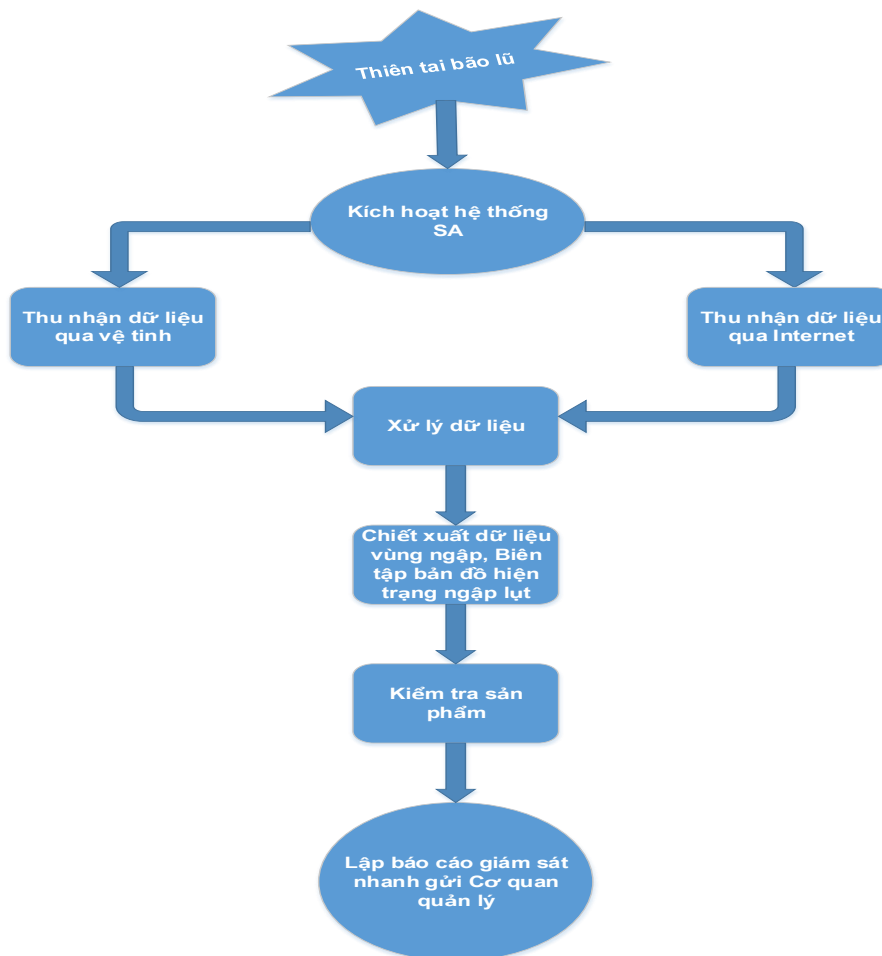 Thiên tai bão lũ
Kích hoạt hệ thống
SA
Thu nhận dữ liệu
qua vệ tinh
Thu nhận dữ liệu
qua Internet
Xử lý dữ liệu
Chiết xuất dữ liệu
vùng ngập, Biên
tập bản đồ hiện
trạng ngập lụt
Kiểm tra sản
phẩm
Lập báo cáo giám sát
nhanh gửi Cơ quan
quản lý